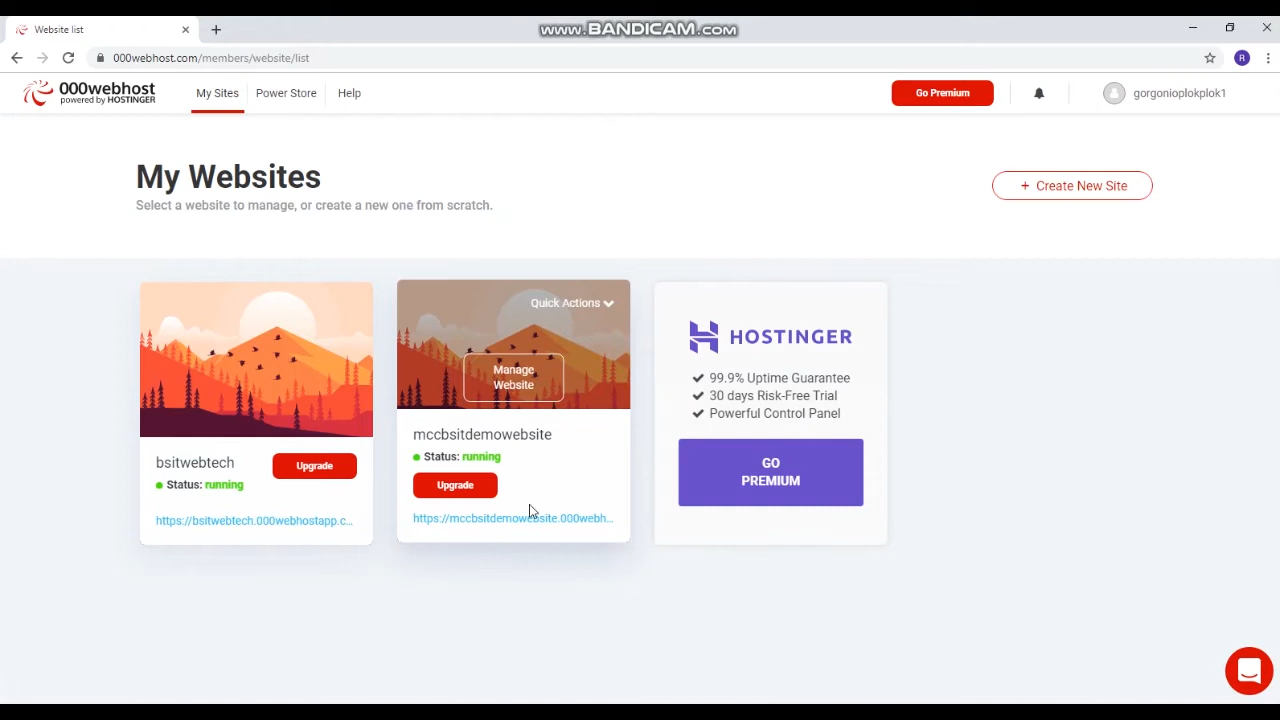 Website list
www.BANDICAM.com
000webhost.com/members/website/list
R
000webhost
powered by HOSTINGER
My Sites
Power Store
Help
Go Premium
gorgonioplokplok1
My Websites
Select a website to manage, or create a new one from scratch.
+ Create New Site
bsitwebtech
Upgrade
Status: running
https://bsitwebtech.000webhostapp.c...
Quick Actions
Manage
Website
mccbsitdemowebsite
Status: running
Upgrade
https://mccbsitdemowebsite.000webh...
HOSTINGER
99.9% Uptime Guarantee
30 days Risk-Free Trial
Powerful Control Panel
GO
PREMIUM